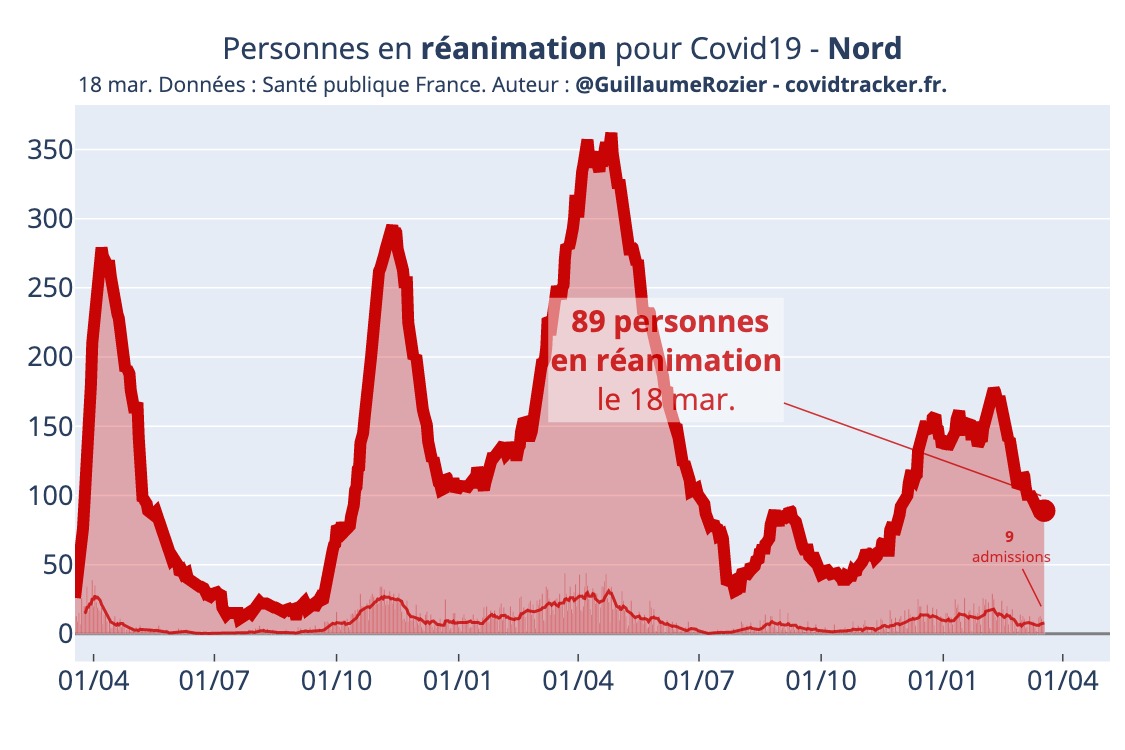 Personnes en réanimation pour Covid19 - Nord
18 mar. Données : Santé publique France. Auteur : @GuillaumeRozier - covidtracker.fr.
350
300
250
200
150
100
50
0
89 personnes
en réanimation
le 18 mar.
9
admissions
01/04 01/07 01/10 01/01 01/04 01/07 01/10 01/01 01/04